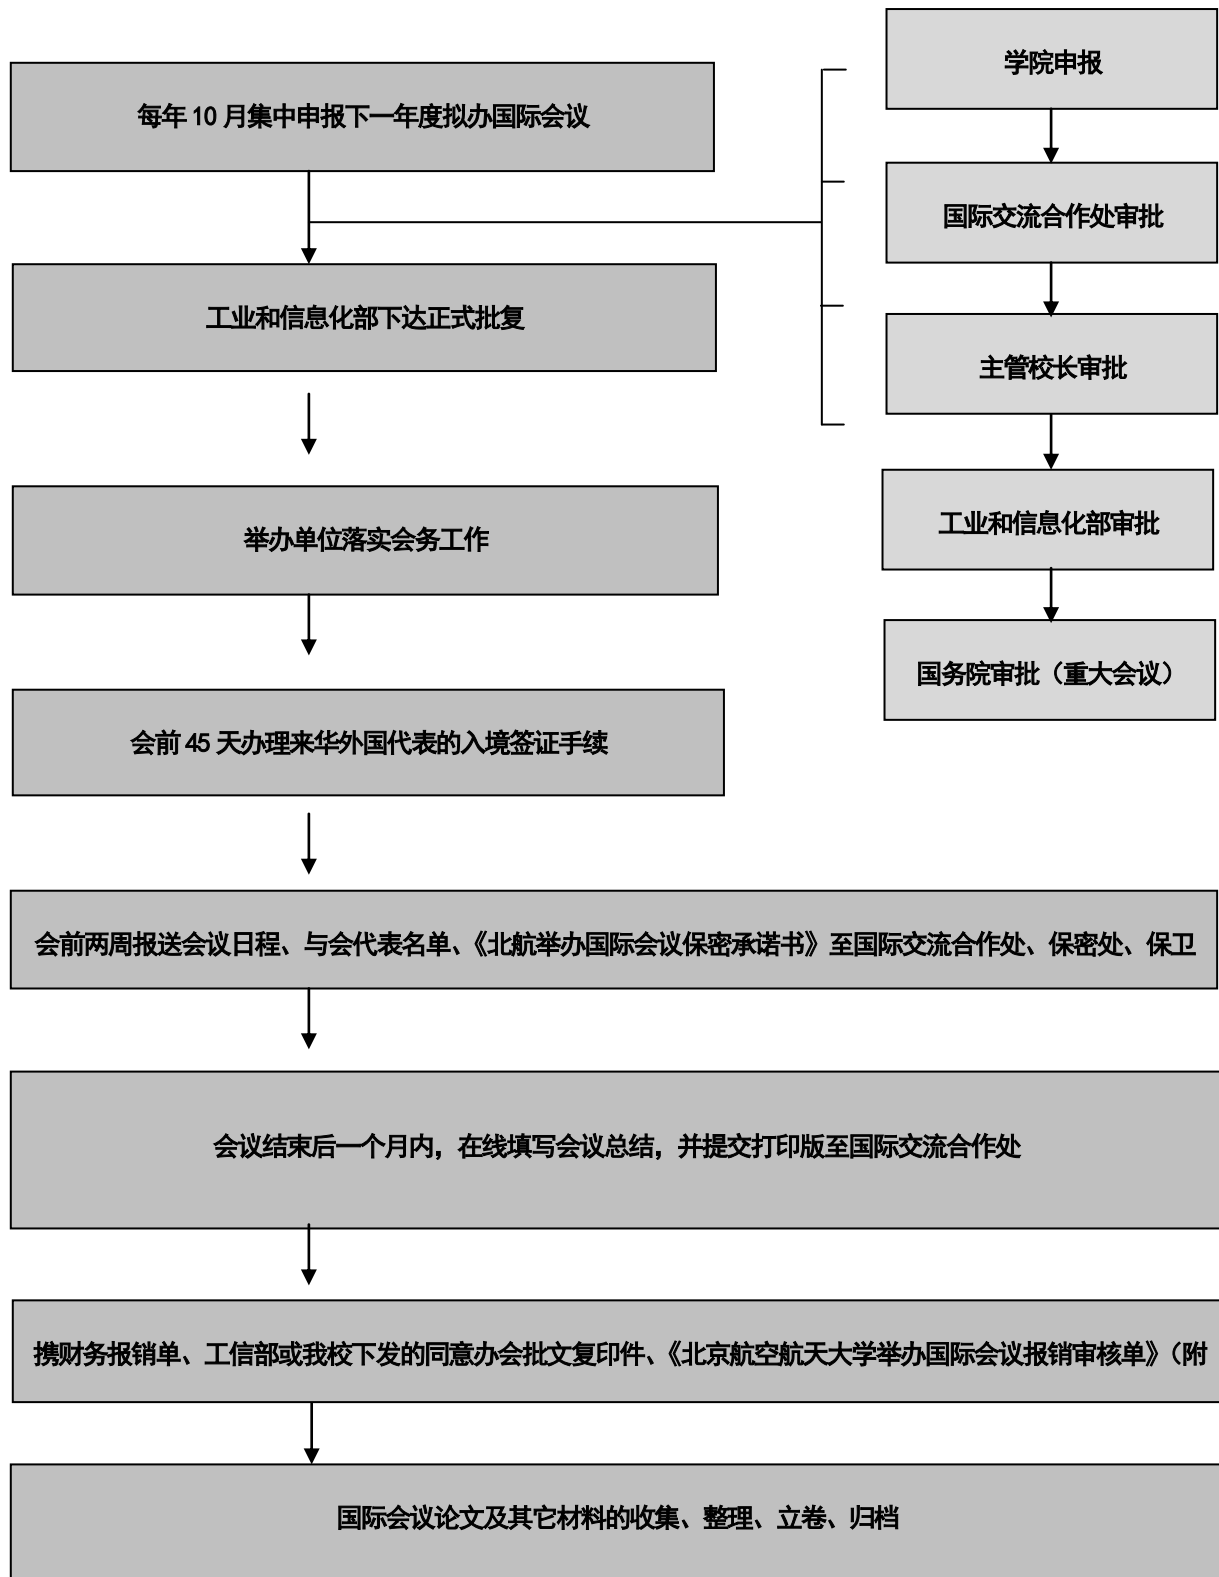 每年 10 月集中申报下一年度拟办国际会议
工业和信息化部下达正式批复
举办单位落实会务工作
会前 45 天办理来华外国代表的入境签证手续
学院申报
国际交流合作处审批
主管校长审批
工业和信息化部审批
国务院审批（重大会议）
会前两周报送会议日程、与会代表名单、《北航举办国际会议保密承诺书》至国际交流合作处、保密处、保卫
会议结束后一个月内，在线填写会议总结，并提交打印版至国际交流合作处
携财务报销单、工信部或我校下发的同意办会批文复印件、《北京航空航天大学举办国际会议报销审核单》（附
国际会议论文及其它材料的收集、整理、立卷、归档